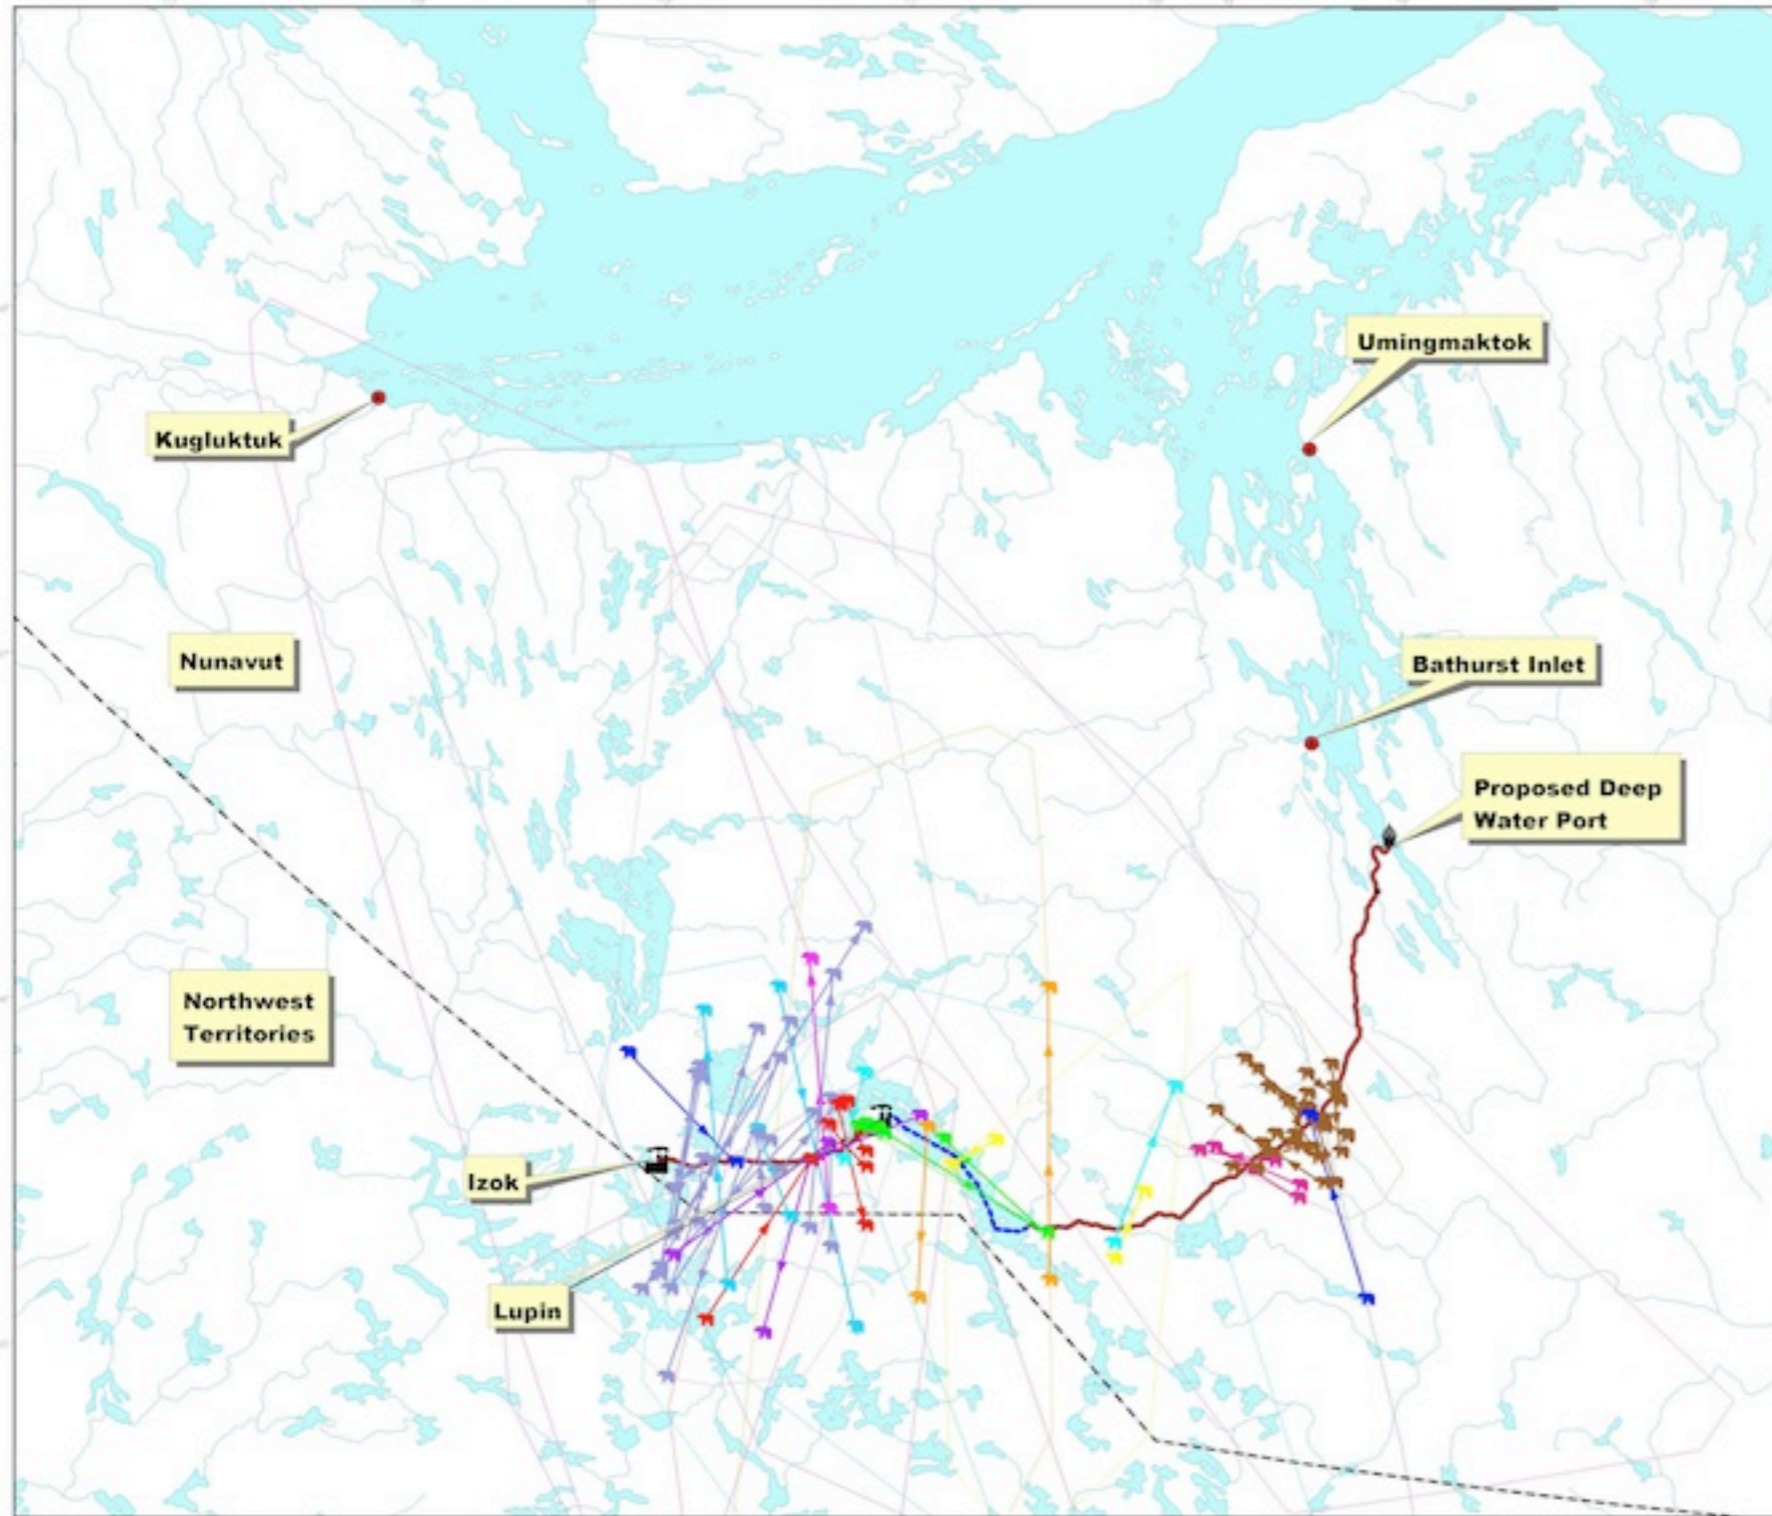 Umingmaktok
Kugluktuk
Nunavut
Bathurst Inlet
Proposed Deep
Water Port
Northwest
Territories
Izok
Lupin